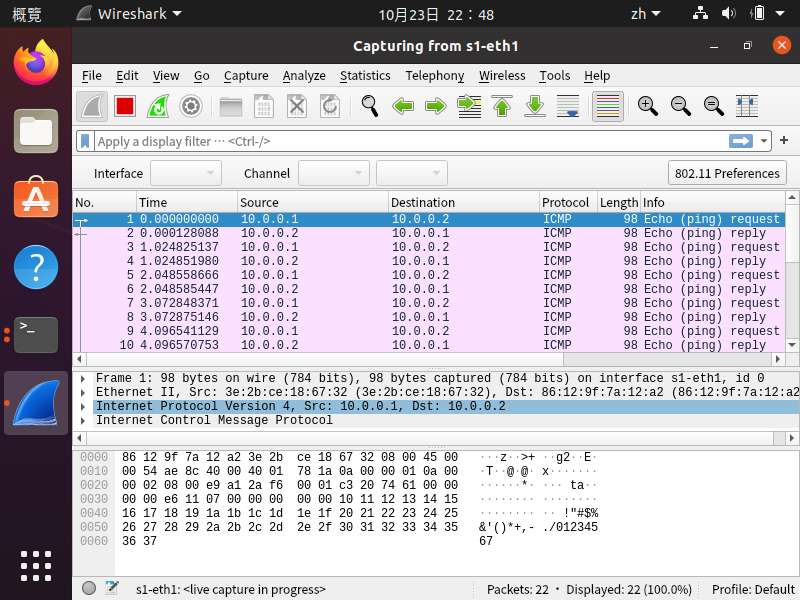 概覽 Wireshark 10月23日 22：48 zh
Capturing from s1-eth1
File Edit View Go Capture Analyze Statistics Telephony Wireless Tools Help
Apply a display filter ··· <Ctrl-/> +
Interface Channel 802.11 Preferences
No. Time Source Destination Protocol Length Info
1 0.000000000 10.0.0.1 10.0.0.2 ICMP 98 Echo (ping) request
2 0.000128088 10.0.0.2 10.0.0.1 ICMP 98 Echo (ping) reply
3 1.024825137 10.0.0.1 10.0.0.2 ICMP 98 Echo (ping) request
4 1.024851980 10.0.0.2 10.0.0.1 ICMP 98 Echo (ping) reply
5 2.048558666 10.0.0.1 10.0.0.2 ICMP 98 Echo (ping) request
6 2.048585447 10.0.0.2 10.0.0.1 ICMP 98 Echo (ping) reply
7 3.072848371 10.0.0.1 10.0.0.2 ICMP 98 Echo (ping) request
8 3.072875146 10.0.0.2 10.0.0.1 ICMP 98 Echo (ping) reply
9 4.096541129 10.0.0.1 10.0.0.2 ICMP 98 Echo (ping) request
10 4.096570753 10.0.0.2 10.0.0.1 ICMP 98 Echo (ping) reply
Frame 1: 98 bytes on wire (784 bits), 98 bytes captured (784 bits) on interface s1-eth1, id 0
Ethernet II, Src: 3e:2b:ce:18:67:32 (3e:2b:ce:18:67:32), Dst: 86:12:9f:7a:12:a2 (86:12:9f:7a:12:a2
Internet Protocol Version 4, Src: 10.0.0.1, Dst: 10.0.0.2
Internet Control Message Protocol
0000 86 12 9f 7a 12 a2 3e 2b ce 18 67 32 08 00 45 00 ···z··>+ ··g2··E·
0010 00 54 ae 8c 40 00 40 01 78 1a 0a 00 00 01 0a 00 ·T··@·@· x·······
0020 00 02 08 00 e9 a1 2a f6 00 01 c3 20 74 61 00 00 ······*· ··· ta··
0030 00 00 e6 11 07 00 00 00 00 00 10 11 12 13 14 15 ········ ········
0040 16 17 18 19 1a 1b 1c 1d 1e 1f 20 21 22 23 24 25 ········ ·· !"#$%
0050 26 27 28 29 2a 2b 2c 2d 2e 2f 30 31 32 33 34 35 &'()*+,- ./012345
0060 36 37 67
s1-eth1: <live capture in progress> Packets: 22 · Displayed: 22 (100.0%) Profile: Default